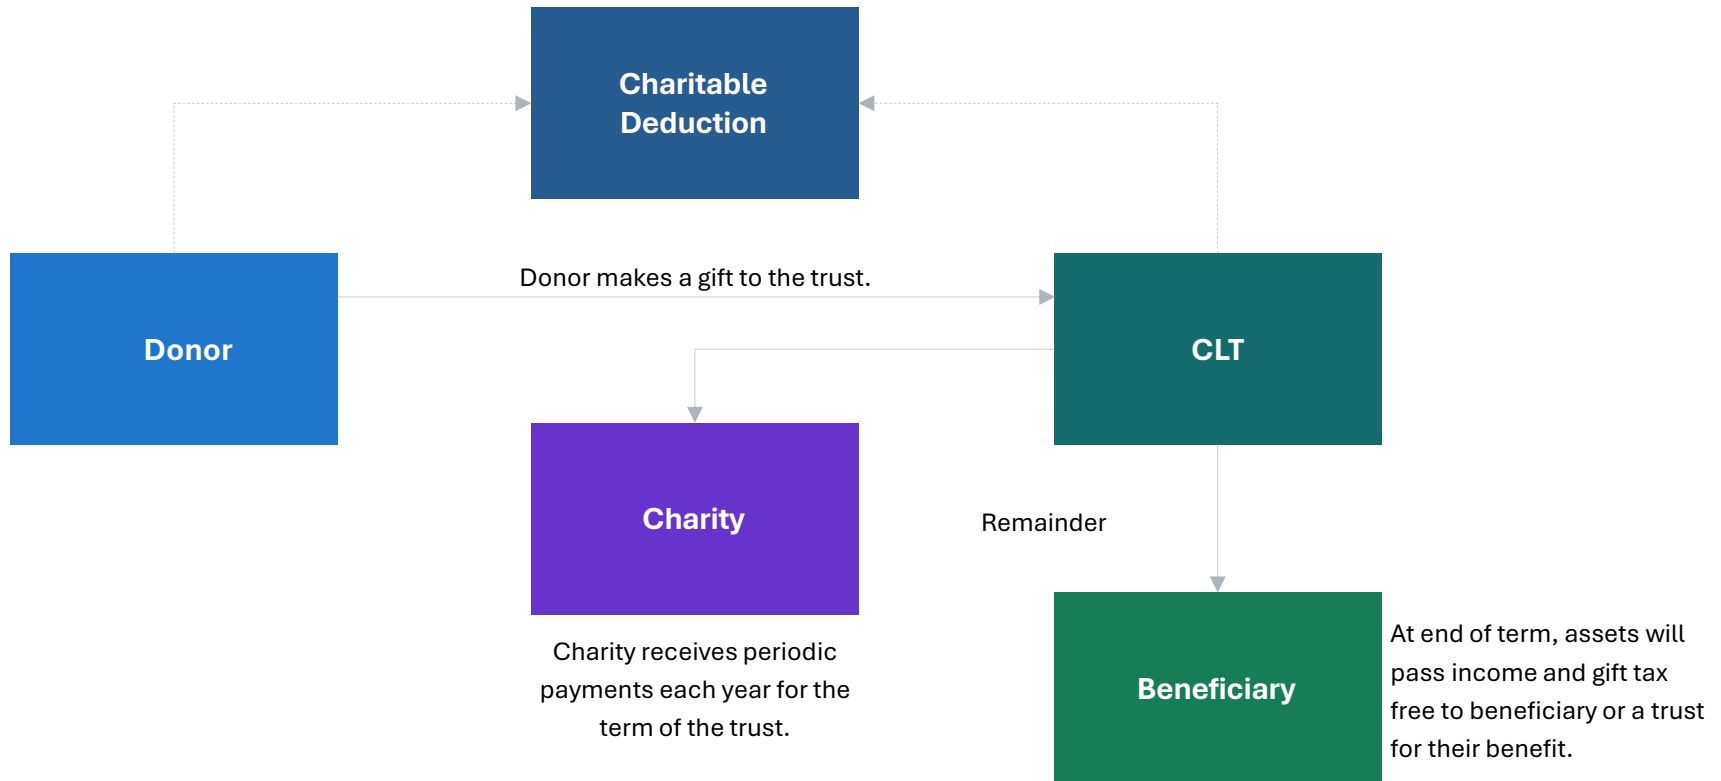 Charitable
Deduction
Donor makes a gift to the trust.
Donor
CLT
Charity
Remainder
Charity receives periodic
payments each year for the
term of the trust.
Beneficiary
At end of term, assets will
pass income and gift tax
free to beneficiary or a trust
for their benefit.